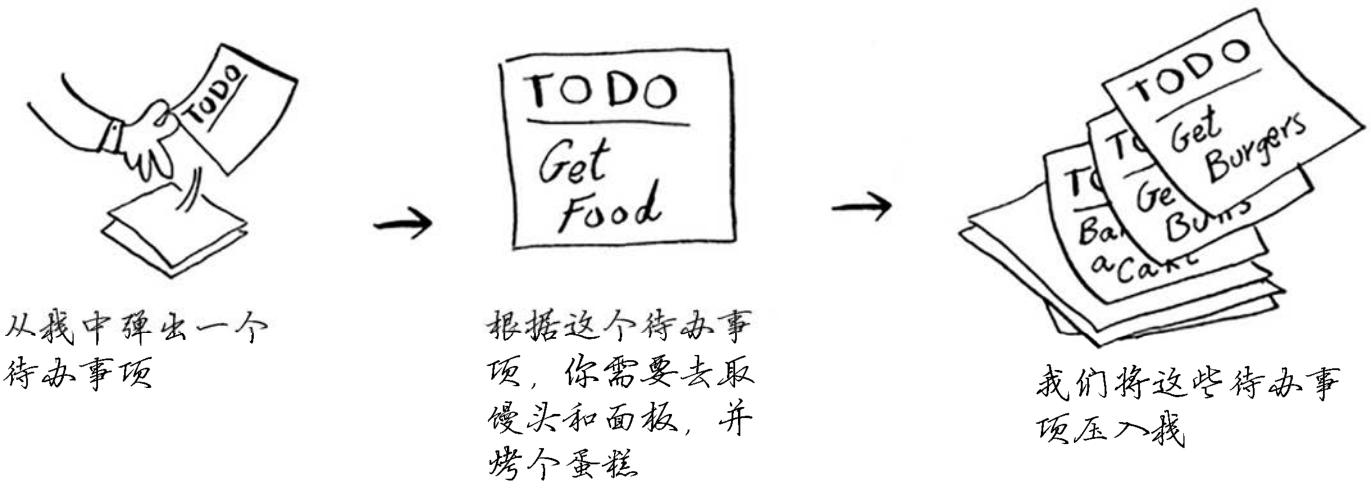 TODO
从栈中弹出一个
待办事项
TODO
Get
Food
根据这个待办事
项，你需要去取
馒头和面板，并
烤个蛋糕
TODO
Get
Burgers
TO
Ge
Buns
TO
Ba
a Cake
我们将这些待办事
项压入栈